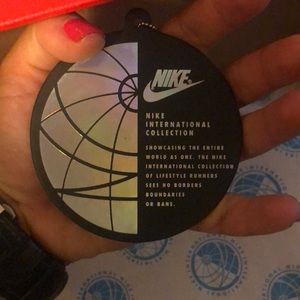 NIKE
NIKE
INTERNATIONAL
COLLECTION
SHOWCASING THE ENTIRE
WORLD AS ONE. THE NIKE
INTERNATIONAL COLLECTION
OF LIFESTYLE RUNNERS
SEES NO BORDERS
BOUNDARIES
OR BANS.